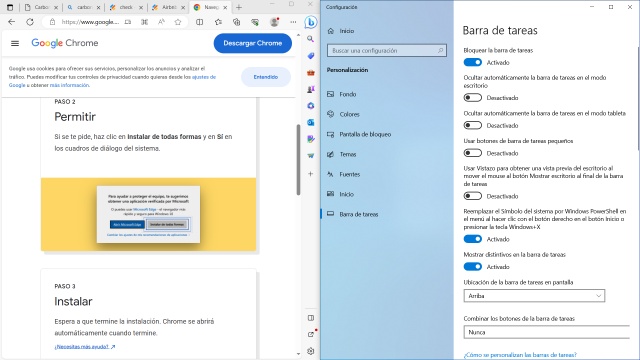 Carbon
carbon
check
Airbnb
Naveg
https://www.google...
Google Chrome
Descargar Chrome
Google usa cookies para ofrecer sus servicios, personalizar los anuncios y analizar el
tráfico. Puedes modificar tus controles de privacidad cuando quieras desde los ajustes de
Google u obtener más información.
Entendido
PASO 2
Permitir
Si se te pide, haz clic en Instalar de todas formas y en Sí en
los cuadros de diálogo del sistema.
PASO 3
Instalar
Espera a que termine la instalación. Chrome se abrirá
automáticamente cuando termine.
¿Necesitas más ayuda?
Configuración
Inicio
Buscar una configuración
Personalización
Fondo
Colores
Pantalla de bloqueo
Temas
Fuentes
Inicio
Barra de tareas
Barra de tareas
Bloquear la barra de tareas
Activado
Ocultar automáticamente la barra de tareas en el modo
escritorio
Desactivado
Ocultar automáticamente la barra de tareas en el modo tableta
Desactivado
Usar botones de barra de tareas pequeños
Desactivado
Usar Vistazo para obtener una vista previa del escritorio al
mover el mouse al botón Mostrar escritorio al final de la barra
de tareas
Desactivado
Reemplazar el Símbolo del sistema por Windows PowerShell en
el menú al hacer clic con el botón derecho en el botón Inicio o
presionar la tecla Windows+X
Activado
Mostrar distintivos en la barra de tareas
Activado
Ubicación de la barra de tareas en pantalla
Arriba
Combinar los botones de la barra de tareas
Nunca
¿Cómo se personalizan las barras de tareas?